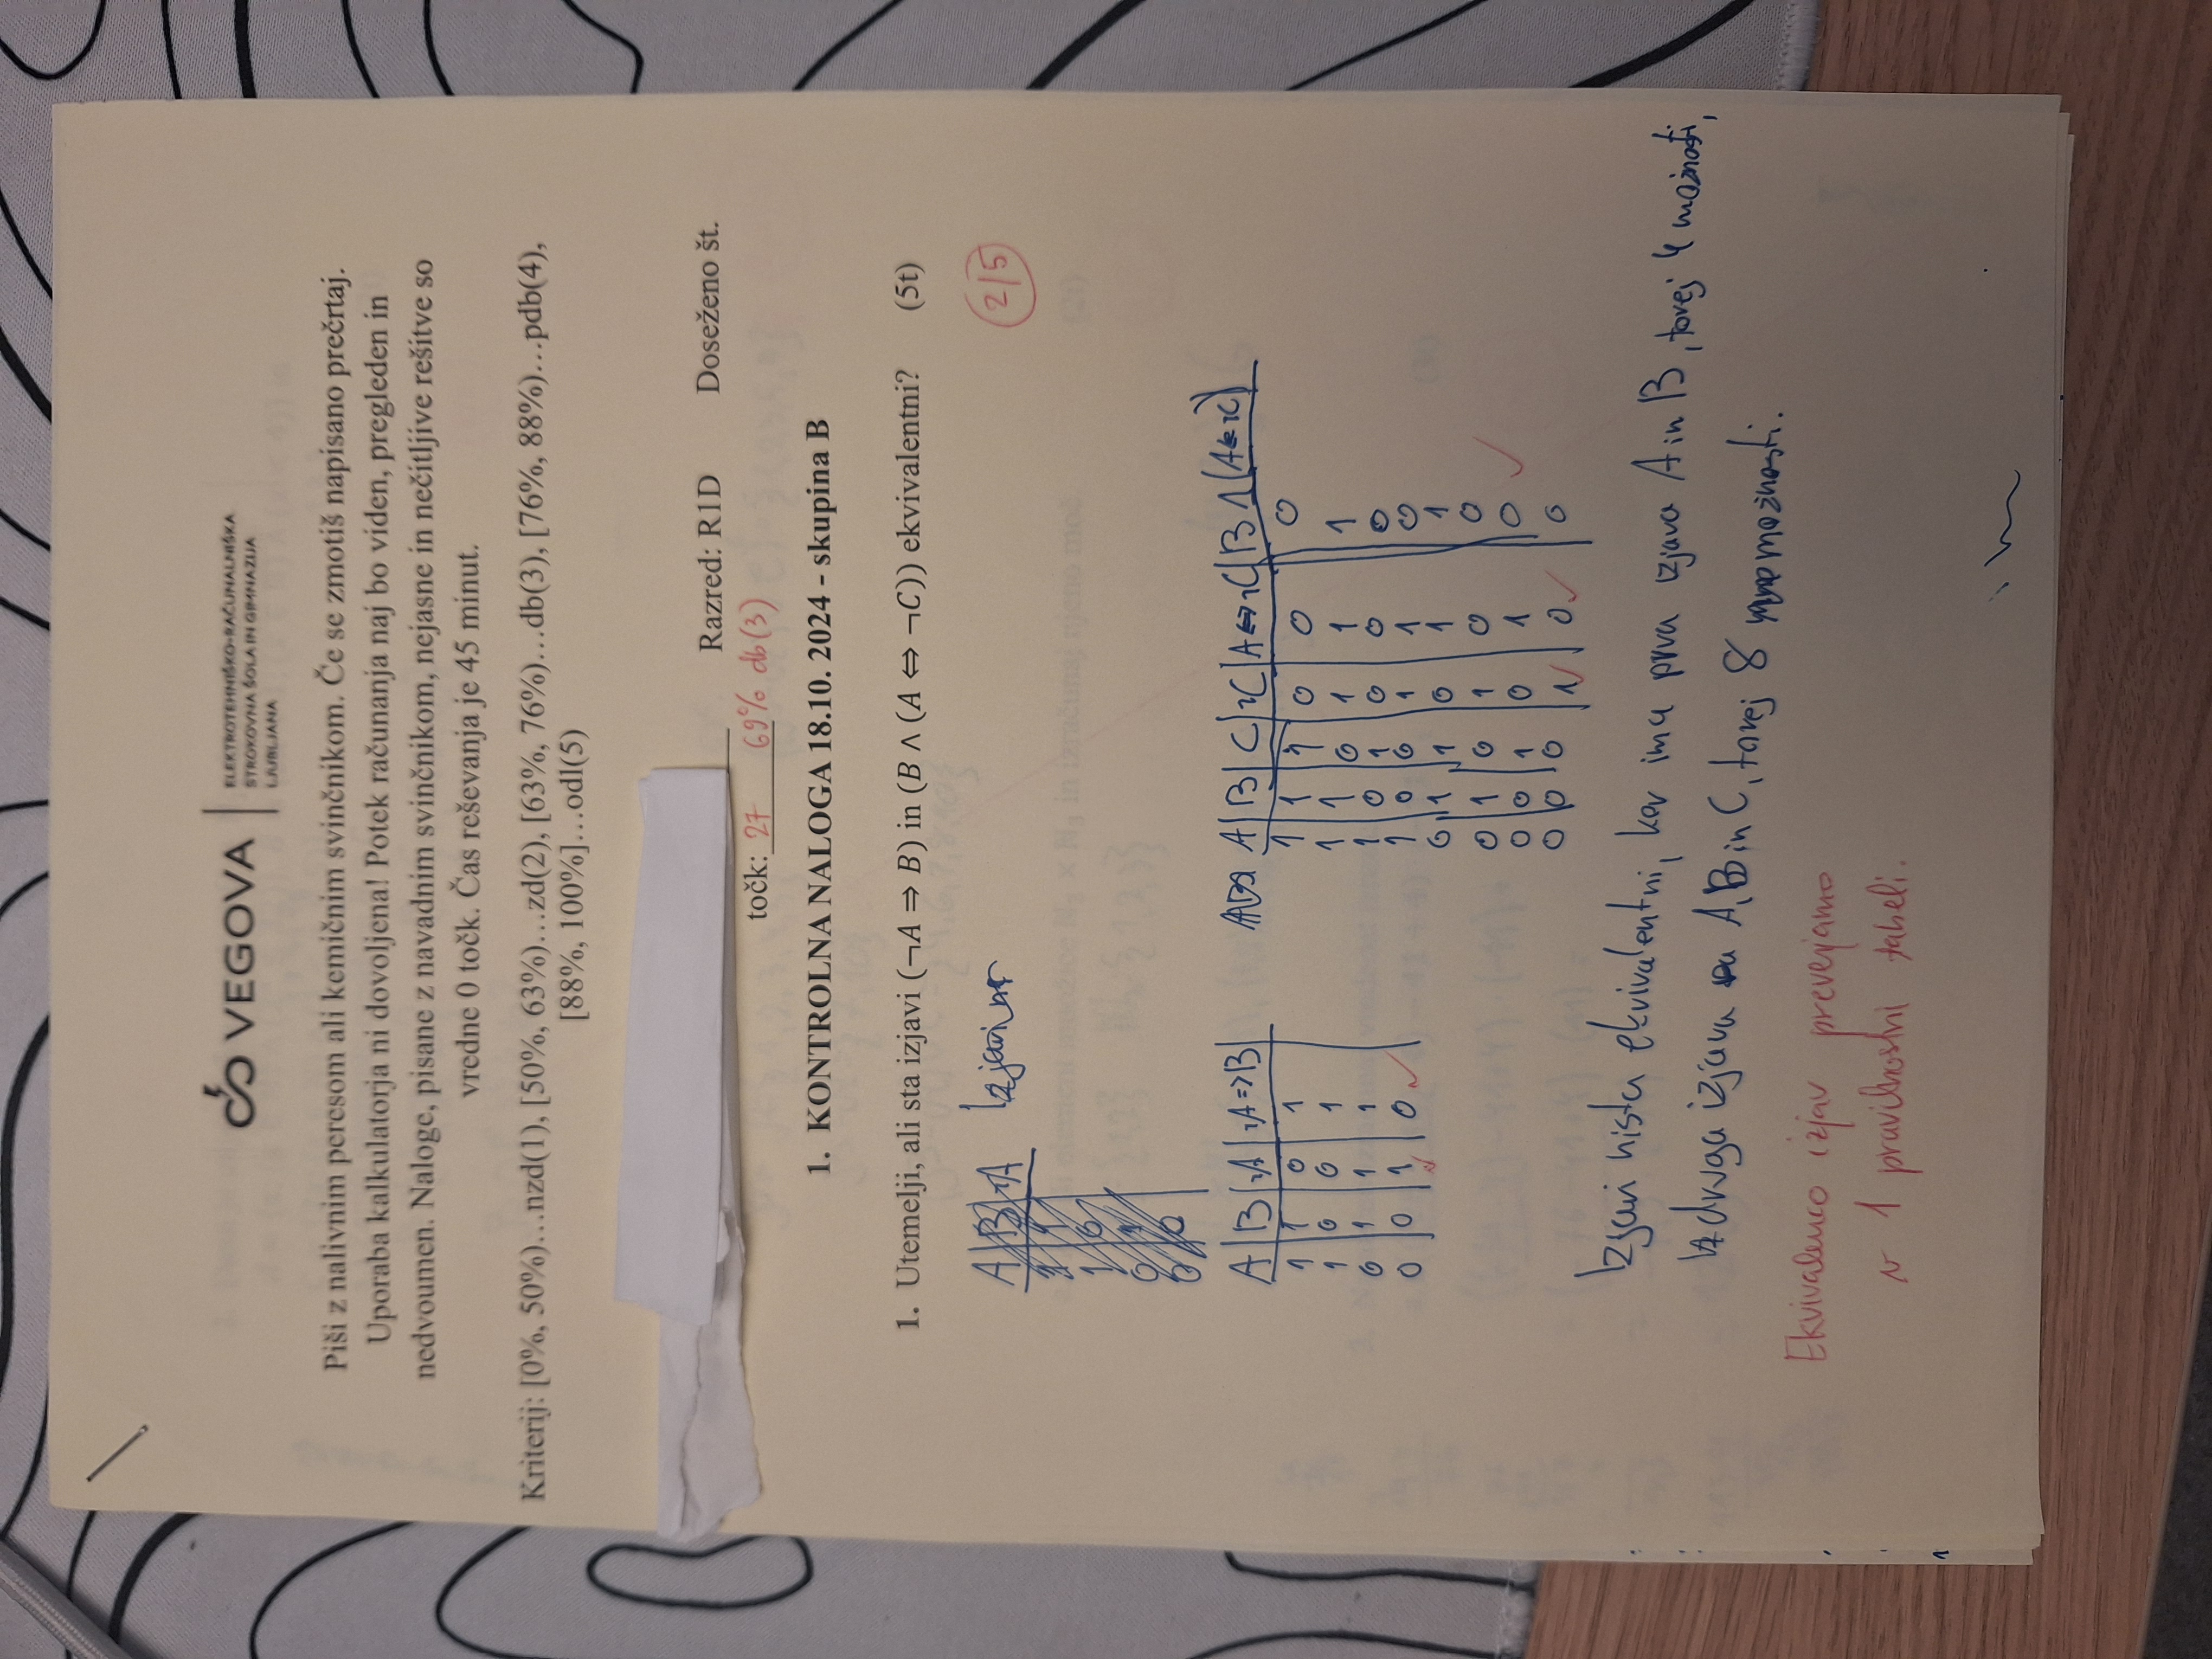 VEGOVA
ELEKTROTEHNIŠKO-RAČUNALNIŠKA
STROKOVNA ŠOLA IN GIMNAZIJA
LJUBLJANA
Piši z nalivnim peresom ali kemičnim svinčnikom. Če se zmotiš napisano prečrtaj.
Uporaba kalkulatorja ni dovoljena! Potek računanja naj bo viden, pregleden in
nedvoumen. Naloge, pisane z navadnim svinčnikom, nejasne in nečitljive rešitve so
vredne 0 točk. Čas reševanja je 45 minut.
Kriterij: [0%, 50%)…nzd(1), [50%, 63%)…zd(2), [63%, 76%)…db(3), [76%, 88%)…pdb(4),
[88%, 100%]…odl(5)
Razred: R1D Doseženo št.
točk: 27 69% db(3)
1. KONTROLNA NALOGA 18.10. 2024 - skupina B
1. Utemelji, ali sta izjavi (¬A ⇒ B) in (B ∧ (A ⇔ ¬C)) ekvivalentni? (5t)
2/5
A B ¬A
1 1
1 0
0 1
0 0
A B ¬A ¬A=>B
1 1 0 1
1 0 0 1
0 1 1 1
0 0 1 0
A B C ¬C A⇔¬C B ∧ (A⇔¬C)
1 1 1 0 0 0
1 1 0 1 1 1
1 0 1 0 0 0
1 0 0 1 1 0
0 1 1 0 1 1
0 1 0 1 0 0
0 0 1 0 1 0
0 0 0 1 0 0
Izjavi nista ekvivalentni, ker ima prva izjava A in B, torej 4 možnosti,
druga izjava pa A, B in C, torej 8 možnosti.
Ekvivalenco izjav preverjamo
v 1 pravilnostni tabeli.